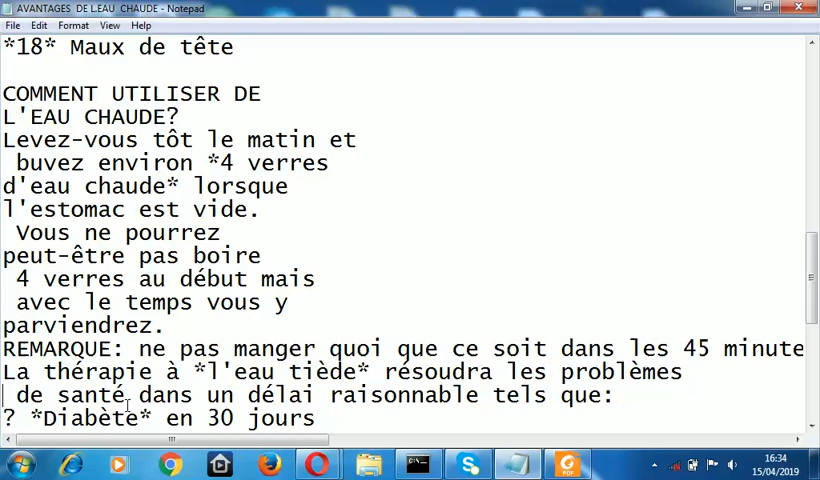 AVANTAGES DE L.EAU CHAUDE - Notepad
File Edit Format View Help
*18* Maux de tête
COMMENT UTILISER DE
L'EAU CHAUDE?
Levez-vous tôt le matin et
buvez environ *4 verres
d'eau chaude* lorsque
l'estomac est vide.
Vous ne pourrez
peut-être pas boire
4 verres au début mais
avec le temps vous y
parviendrez.
REMARQUE: ne pas manger quoi que ce soit dans les 45 minute
La thérapie à *l'eau tiède* résoudra les problèmes
de santé dans un délai raisonnable tels que:
? *Diabète* en 30 jours
16:34
15/04/2019